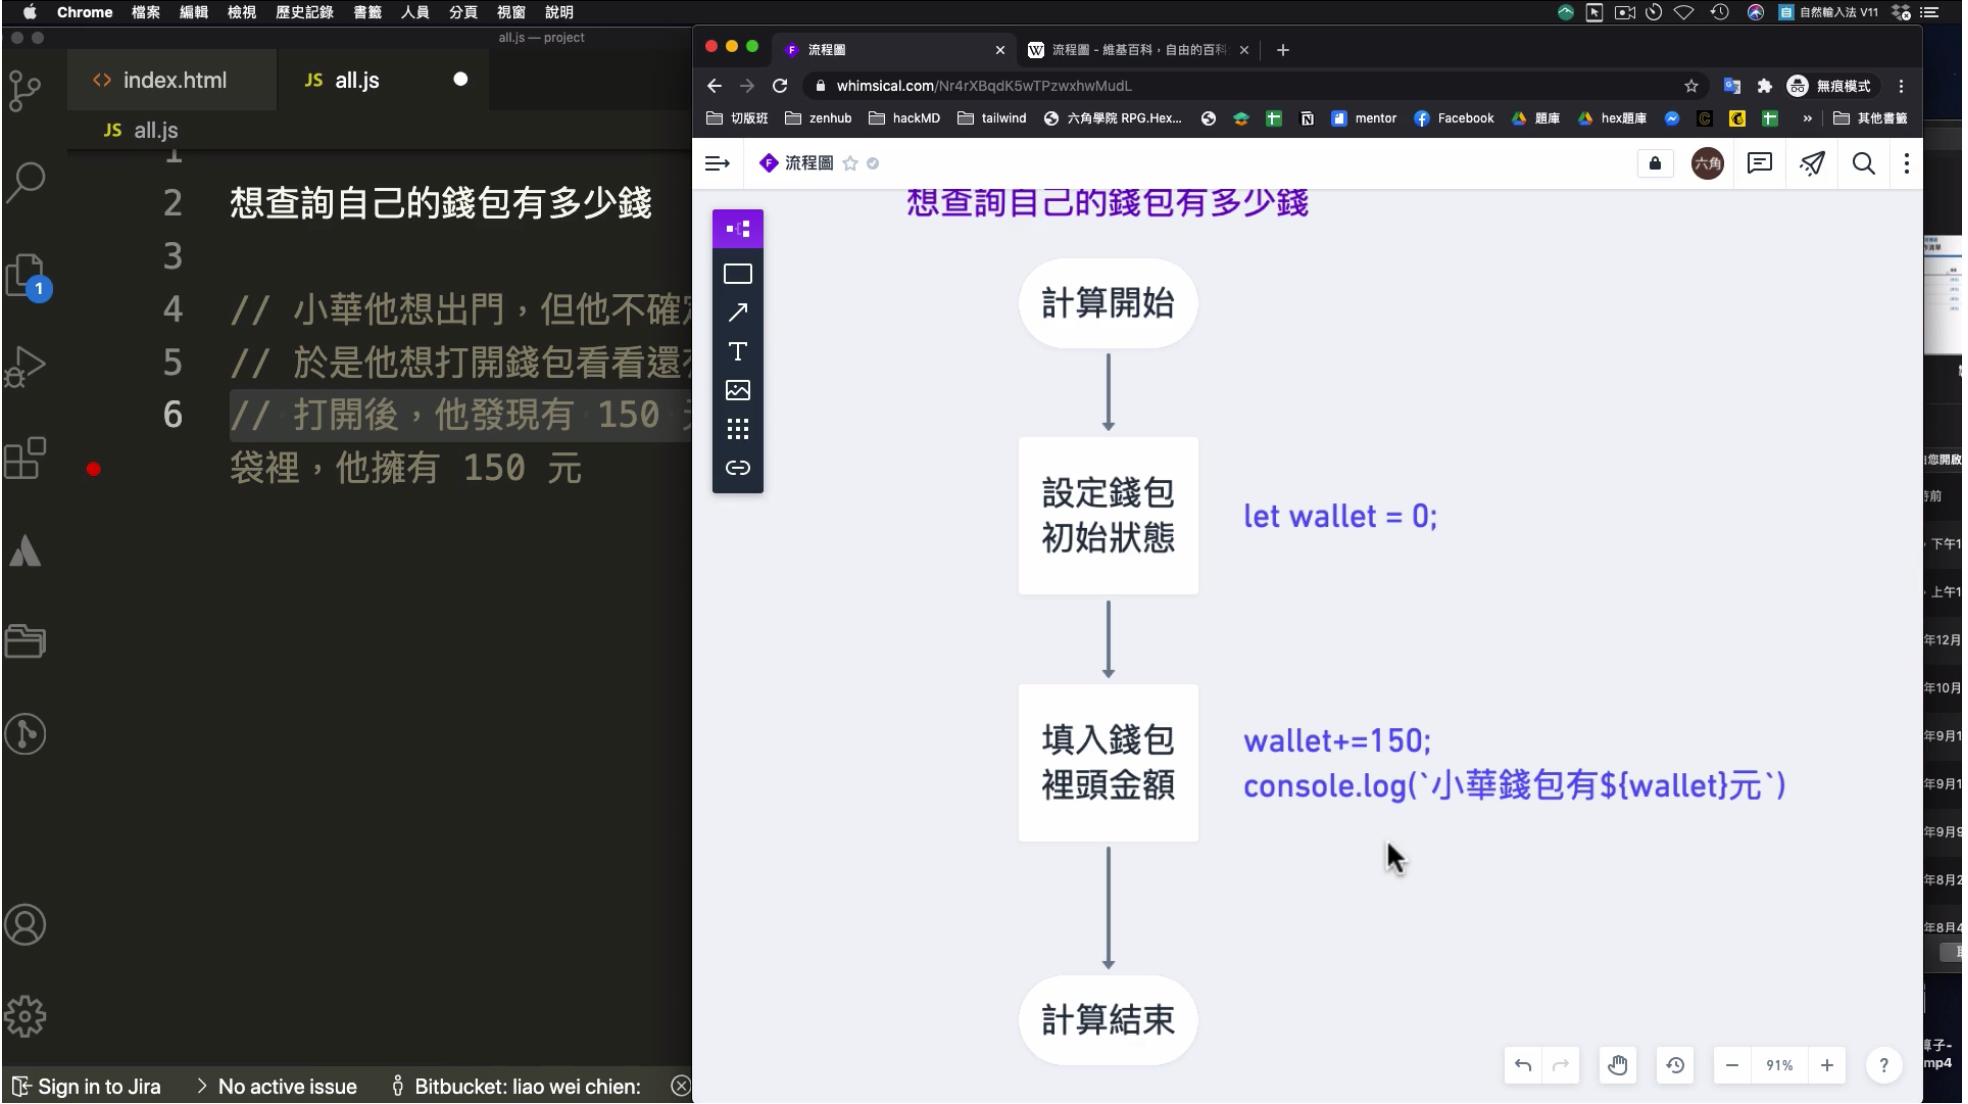 Chrome 檔案 編輯 檢視 歷史記錄 書籤 人員 分頁 視窗 說明
自然輸入法 V11
all.js — project
index.html
JS all.js
JS all.js
1
2 想查詢自己的錢包有多少錢
3
4 // 小華他想出門，但他不確
5 // 於是他想打開錢包看看還
6 // 打開後，他發現有 150
袋裡，他擁有 150 元
1
Sign in to Jira
No active issue
Bitbucket: liao wei chien:
流程圖
流程圖 - 維基百科，自由的百科
whimsical.com/Nr4rXBqdK5wTPzwxhwMudL
無痕模式
切版班 zenhub hackMD tailwind 六角學院 RPG.Hex... mentor Facebook 題庫 hex題庫 » 其他書籤
流程圖
六角
想查詢自己的錢包有多少錢
計算開始
設定錢包
初始狀態
let wallet = 0;
填入錢包
裡頭金額
wallet+=150;
console.log(`小華錢包有${wallet}元`)
計算結束
T
91%
?
您開啟
時前
下午1
上午1
年12月
年10月
年9月1
年9月1
年9月1
年9月9
年8月2
年8月4
算子-
mp4